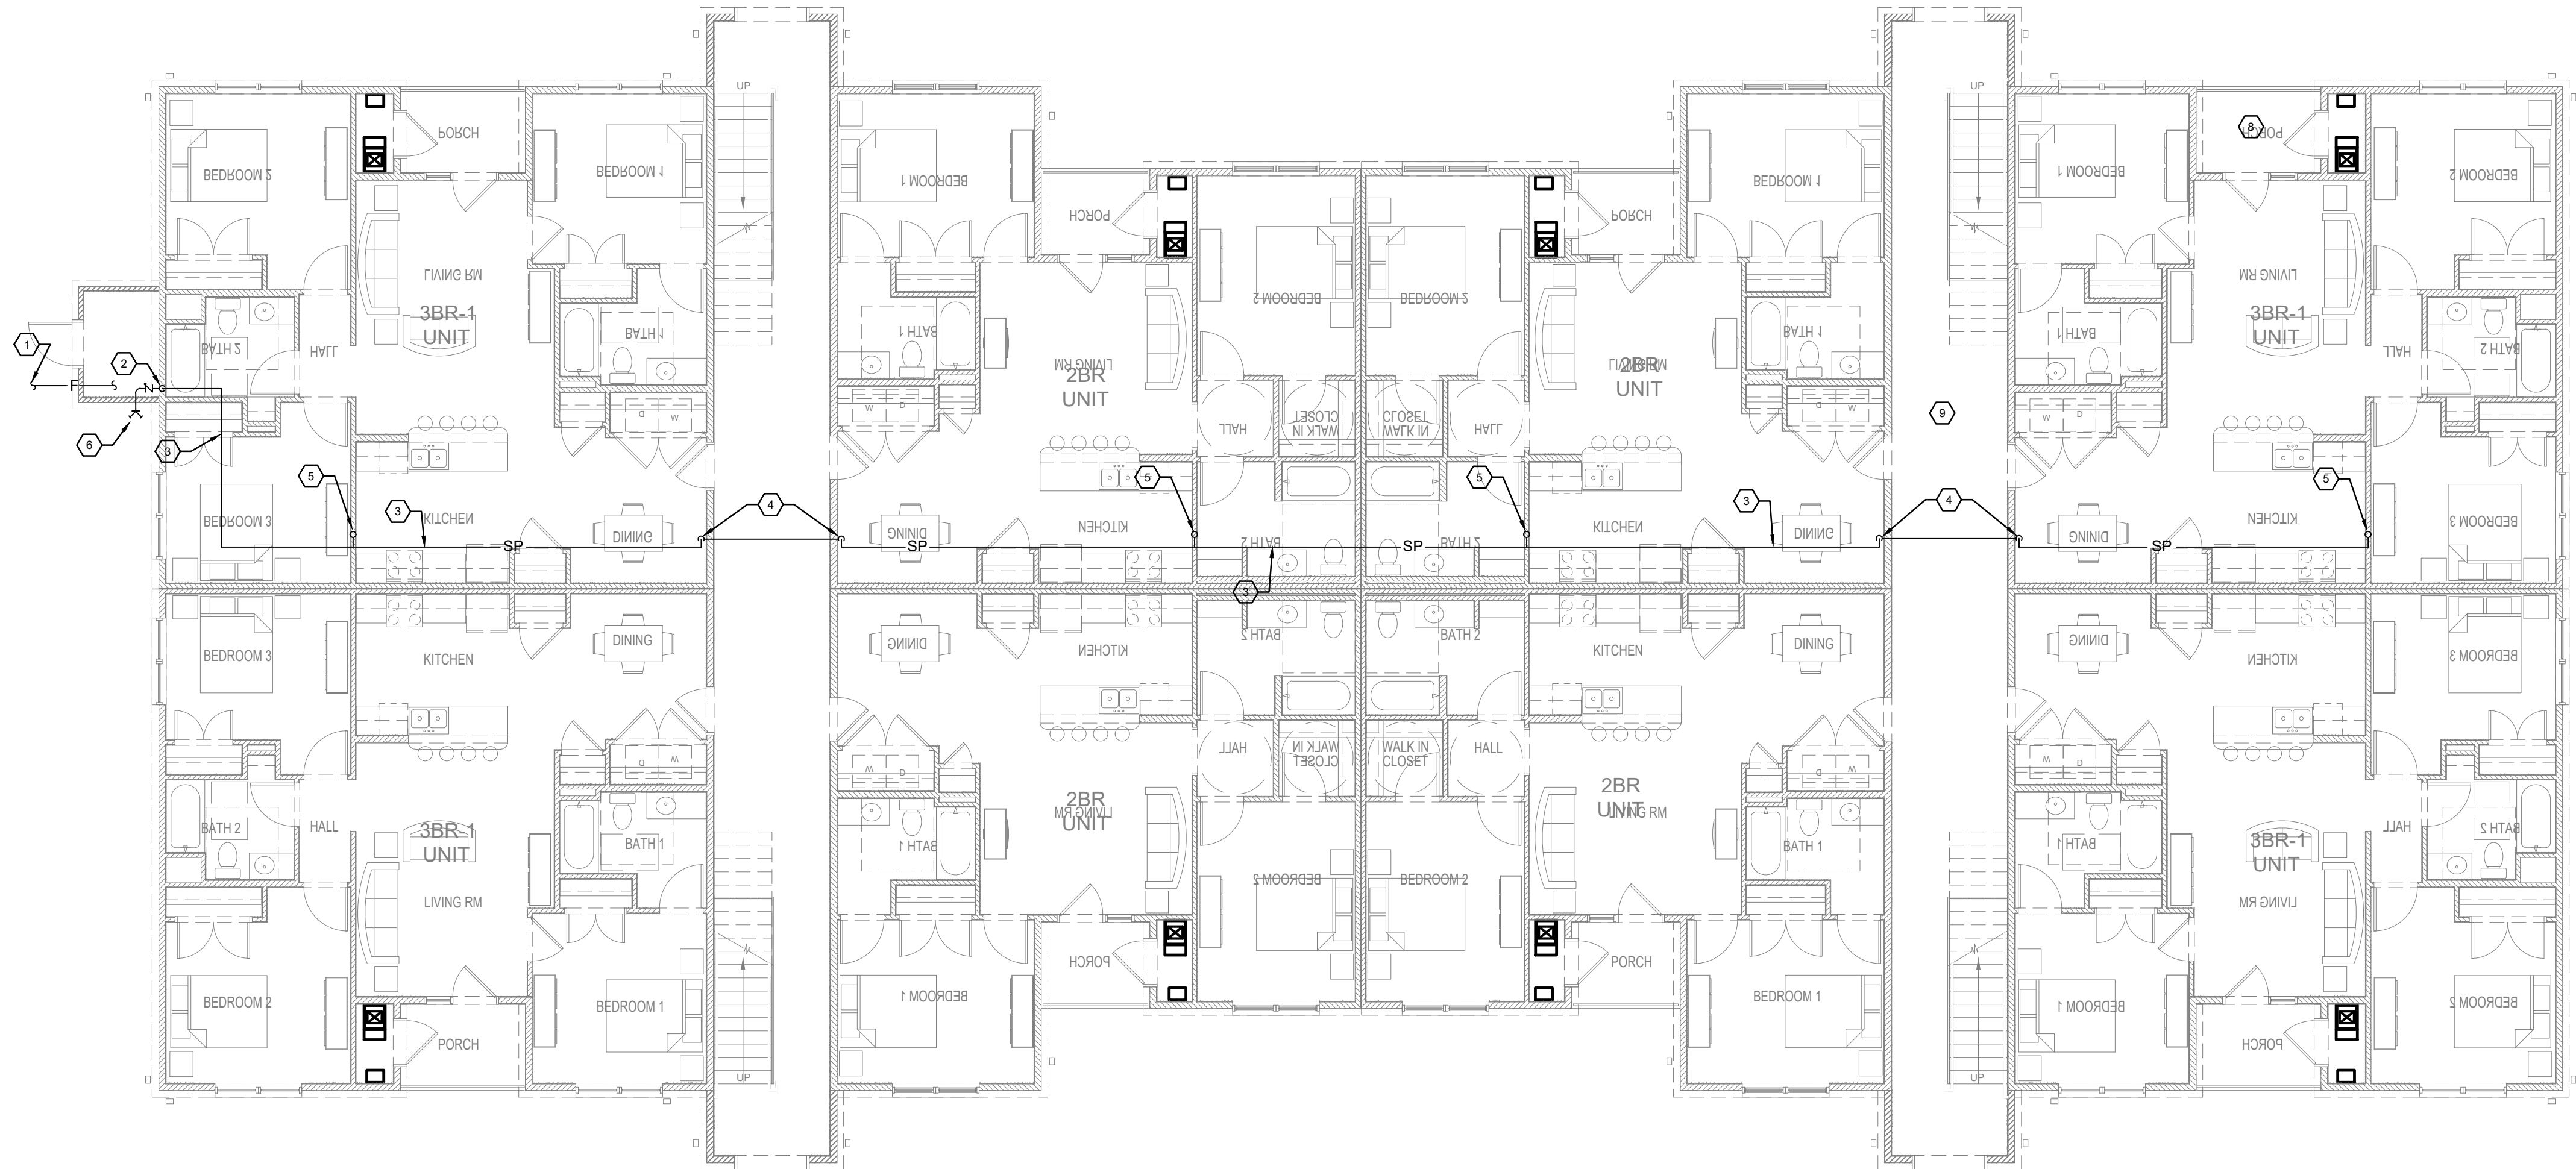 UP
UP
PORCH
BEDROOM 2
BEDROOM 1
LIVING RM
3BR-1
UNIT
BATH 2
HALL
BATH 1
D
W
BEDROOM 3
KITCHEN
DINING
BEDROOM 1
PORCH
BEDROOM 2
BATH 1
LIVING RM
2BR
UNIT
W
D
HALL
WALK IN
CLOSET
KITCHEN
DINING
BATH 2
BEDROOM 2
PORCH
BEDROOM 1
LIVING RM
2BR
UNIT
BATH 1
WALK IN
CLOSET
HALL
D
W
KITCHEN
DINING
BATH 2
BEDROOM 1
PORCH
8
BEDROOM 2
LIVING RM
3BR-1
UNIT
BATH 1
HALL
BATH 2
W
D
DINING
KITCHEN
BEDROOM 3
1
2
F
N
6
3
5
3
4
5
5
3
9
4
5
SP
SP
SP
SP
3
BEDROOM 3
KITCHEN
DINING
D
W
BATH 2
HALL
3BR-1
UNIT
BATH 1
LIVING RM
BEDROOM 2
BEDROOM 1
PORCH
UP
DINING
KITCHEN
BATH 2
W
D
HALL
WALK IN
CLOSET
2BR
UNIT
LIVING RM
BATH 1
BEDROOM 2
BEDROOM 1
PORCH
BATH 2
KITCHEN
DINING
WALK IN
CLOSET
HALL
D
W
2BR
UNIT
LIVING RM
BATH 1
BEDROOM 2
PORCH
BEDROOM 1
UP
DINING
KITCHEN
BEDROOM 3
W
D
3BR-1
UNIT
HALL
BATH 2
BATH 1
LIVING RM
BEDROOM 1
PORCH
BEDROOM 2